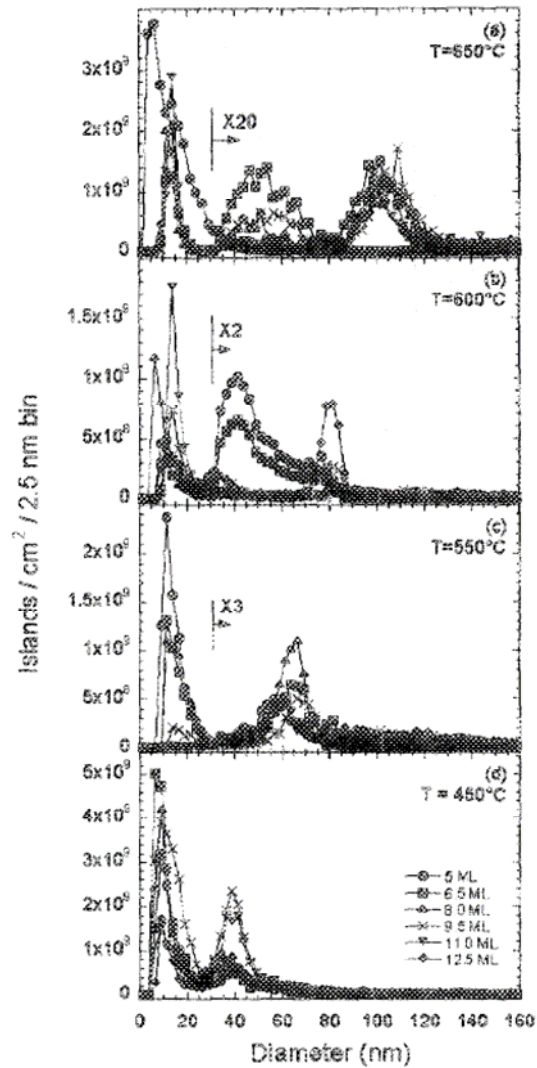 (a)
T=650°C
3x10⁹
2x10⁹
1x10⁹
0
X20
(b)
T=600°C
1.5x10⁹
1x10⁹
5x10⁸
0
X2
(c)
T=550°C
2x10⁹
1.5x10⁹
1x10⁹
5x10⁸
0
X3
(d)
T = 450°C
5x10⁹
4x10⁹
3x10⁹
2x10⁹
1x10⁹
0
5 ML
6.5 ML
8.0 ML
9.5 ML
11.0 ML
12.5 ML
0 20 40 60 80 100 120 140 160
Diameter (nm)
Islands / cm² / 2.5 nm bin